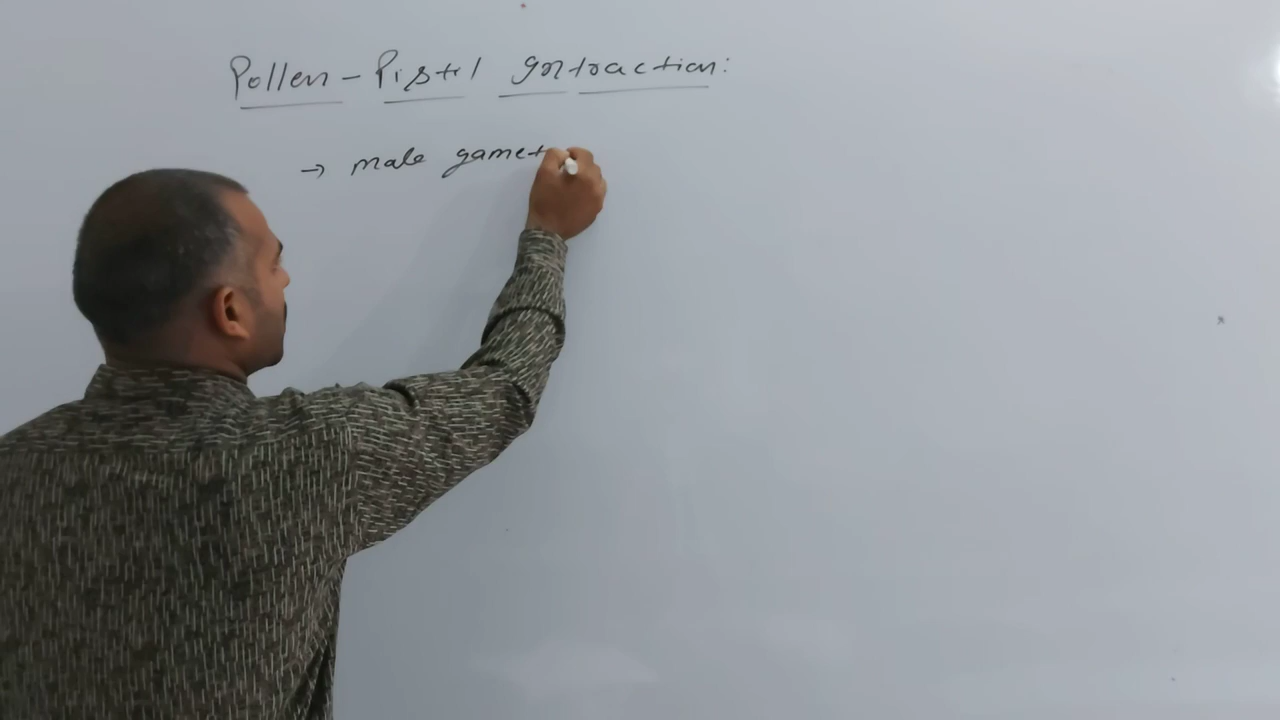 Pollen - Pistil Interaction:
→ male gamet